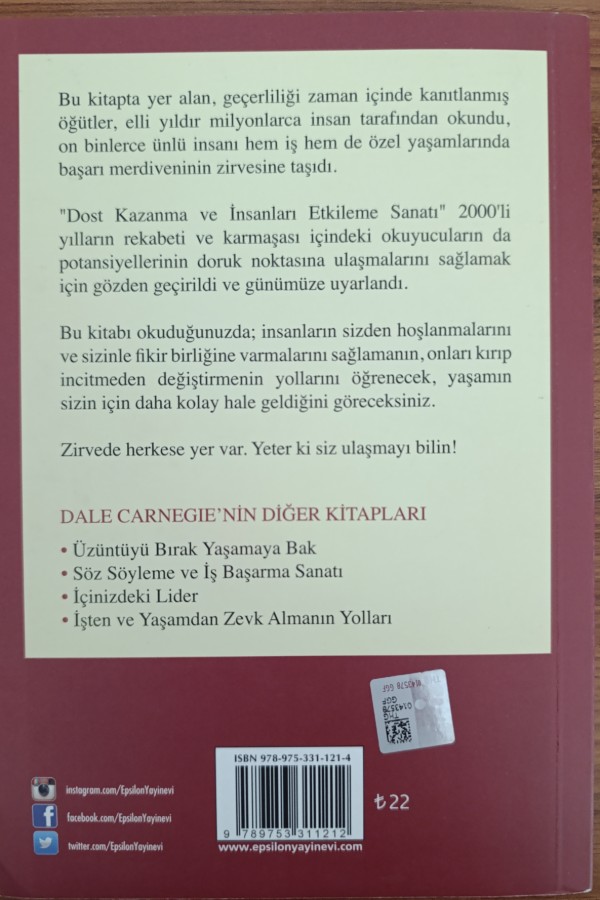 Bu kitapta yer alan, geçerliliği zaman içinde kanıtlanmış
öğütler, elli yıldır milyonlarca insan tarafından okundu,
on binlerce ünlü insanı hem iş hem de özel yaşamlarında
başarı merdiveninin zirvesine taşıdı.
"Dost Kazanma ve İnsanları Etkileme Sanatı" 2000'li
yılların rekabeti ve karmaşası içindeki okuyucuların da
potansiyellerinin doruk noktasına ulaşmalarını sağlamak
için gözden geçirildi ve günümüze uyarlandı.
Bu kitabı okuduğunuzda; insanların sizden hoşlanmalarını
ve sizinle fikir birliğine varmalarını sağlamanın, onları kırıp
incitmeden değiştirmenin yollarını öğrenecek, yaşamın
sizin için daha kolay hale geldiğini göreceksiniz.
Zirvede herkese yer var. Yeter ki siz ulaşmayı bilin!
DALE CARNEGIE'NİN DİĞER KİTAPLARI
• Üzüntüyü Bırak Yaşamaya Bak
• Söz Söyleme ve İş Başarma Sanatı
• İçinizdeki Lider
• İşten ve Yaşamdan Zevk Almanın Yolları
0143578
instagram.com/EpsilonYayinevi
facebook.com/EpsilonYayinevi
twitter.com/EpsilonYayinevi
ISBN 978-975-331-121-4
9 789753 311212
www.epsilonyayinevi.com
₺22